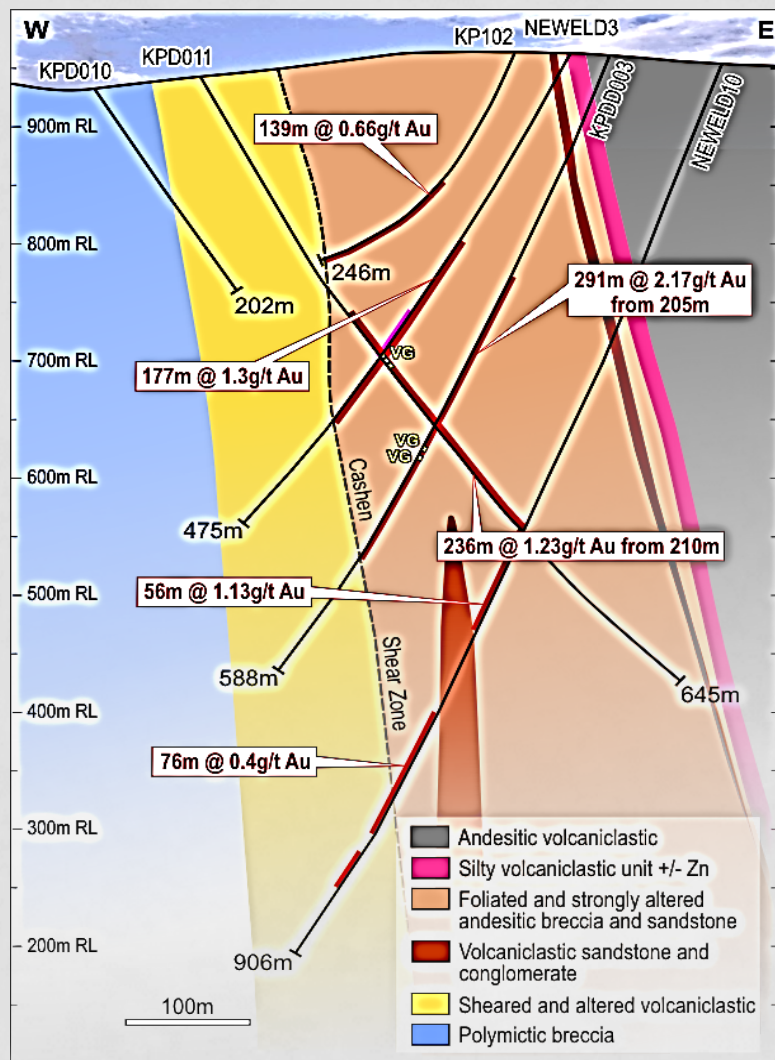 W
E
KPD010
KPD011
KP102
NEWELD3
KPDD003
NEWELD10
900m RL
800m RL
700m RL
600m RL
500m RL
400m RL
300m RL
200m RL
139m @ 0.66g/t Au
246m
202m
291m @ 2.17g/t Au
from 205m
177m @ 1.3g/t Au
VG
VG
VG
Cashen
Shear Zone
475m
236m @ 1.23g/t Au from 210m
56m @ 1.13g/t Au
588m
645m
76m @ 0.4g/t Au
906m
100m
Andesitic volcaniclastic
Silty volcaniclastic unit +/- Zn
Foliated and strongly altered
andesitic breccia and sandstone
Volcaniclastic sandstone and
conglomerate
Sheared and altered volcaniclastic
Polymictic breccia